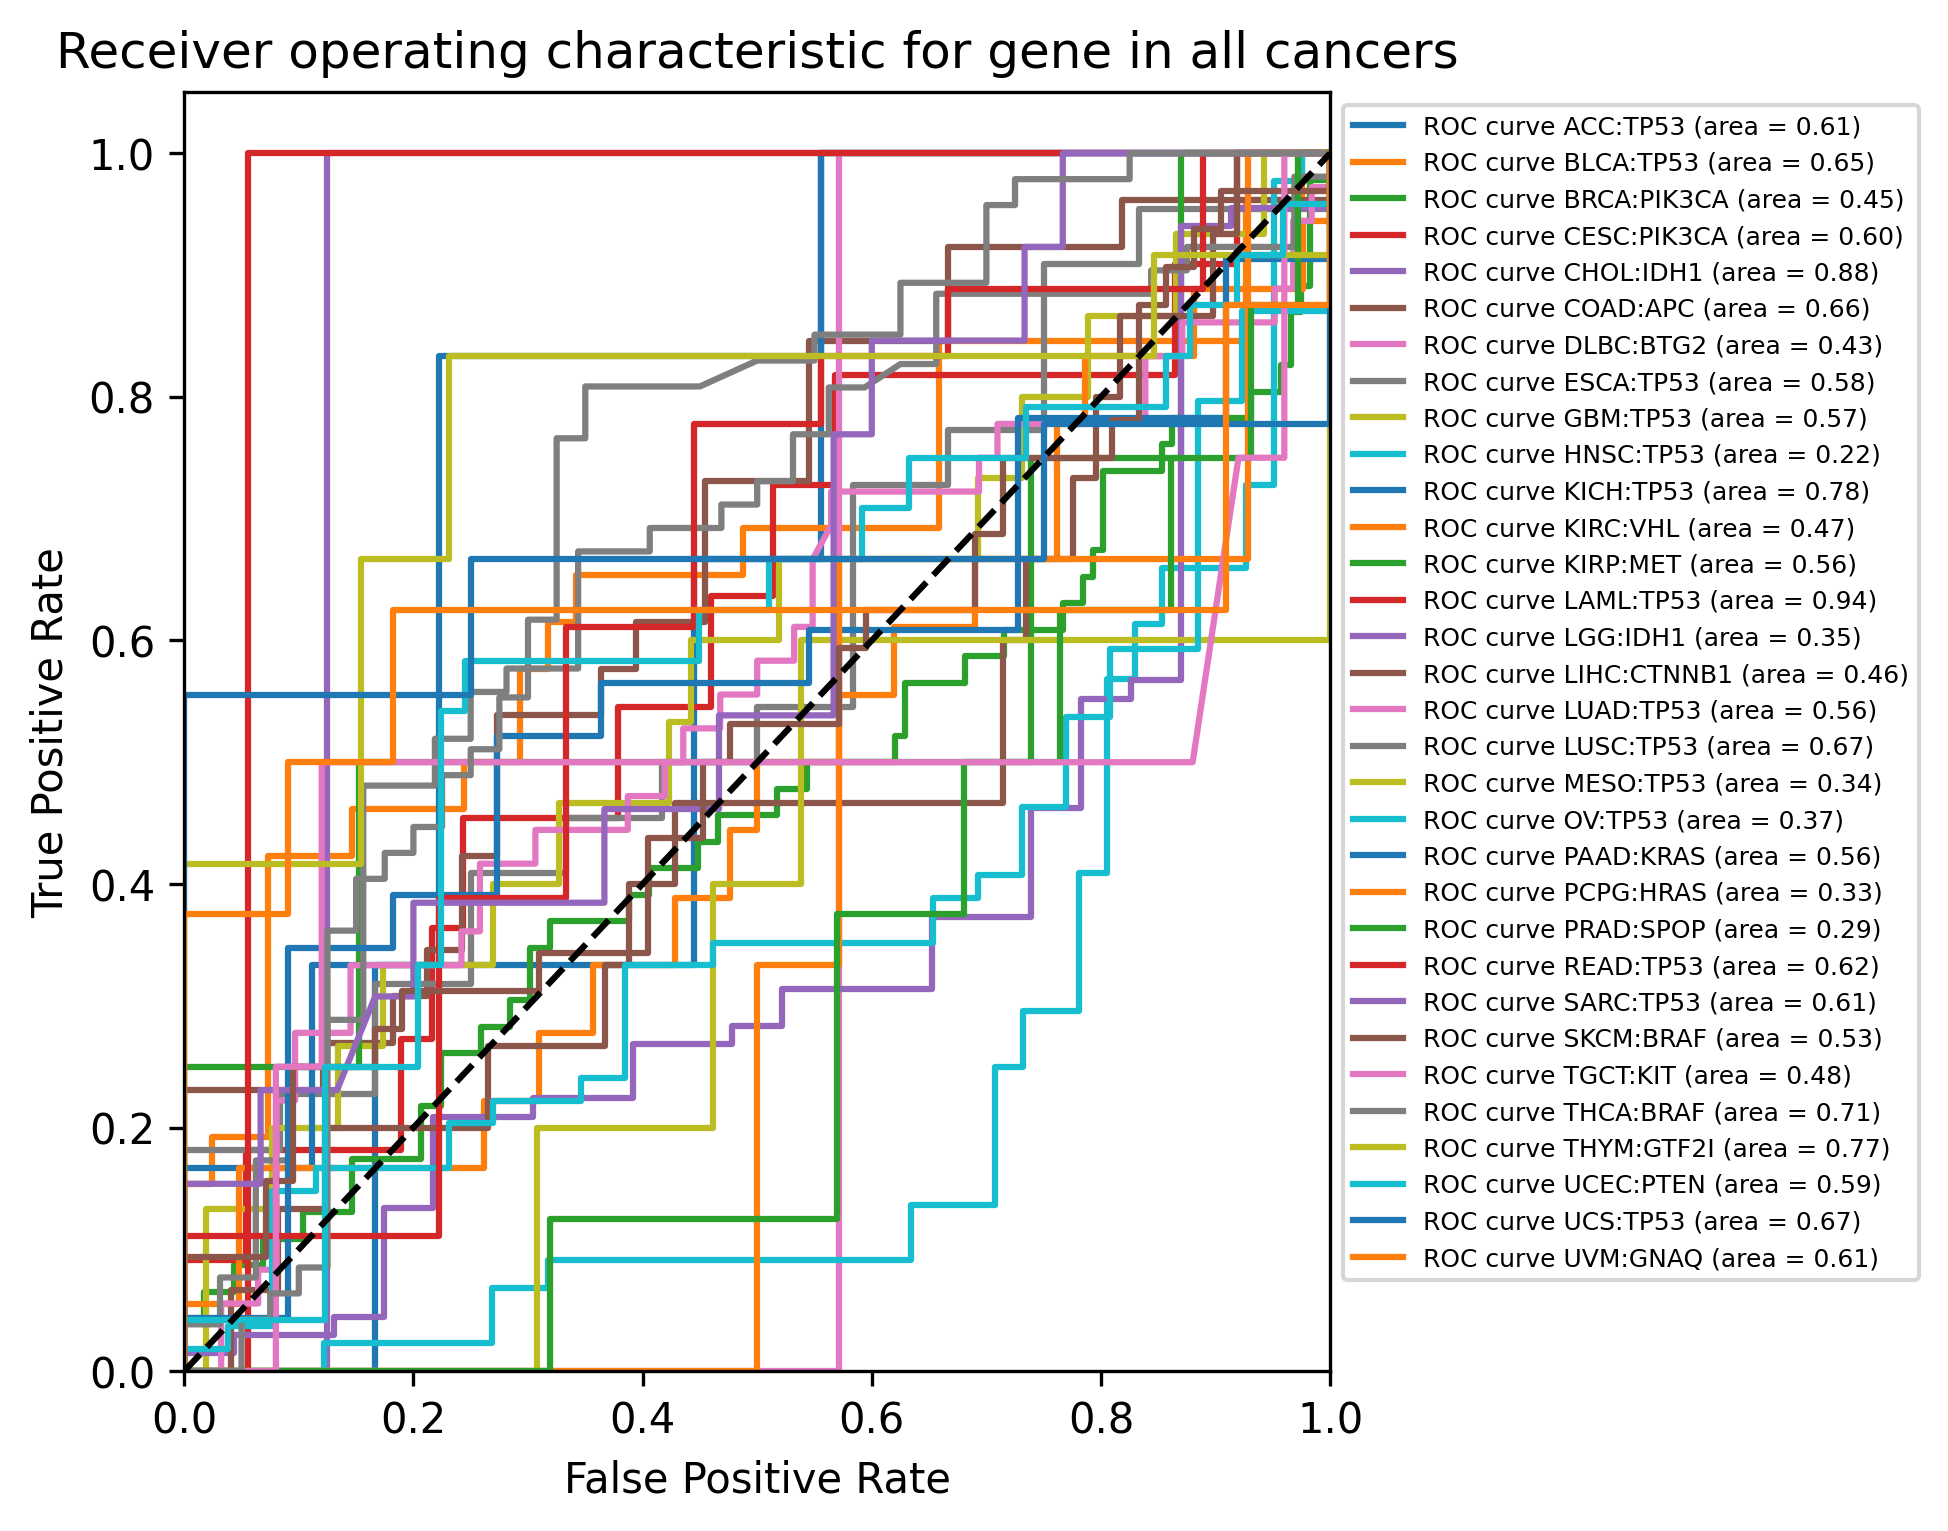 Receiver operating characteristic for gene in all cancers
True Positive Rate
1.0
0.8
0.6
0.4
0.2
0.0
0.0 0.2 0.4 0.6 0.8 1.0
False Positive Rate
ROC curve ACC:TP53 (area = 0.61)
ROC curve BLCA:TP53 (area = 0.65)
ROC curve BRCA:PIK3CA (area = 0.45)
ROC curve CESC:PIK3CA (area = 0.60)
ROC curve CHOL:IDH1 (area = 0.88)
ROC curve COAD:APC (area = 0.66)
ROC curve DLBC:BTG2 (area = 0.43)
ROC curve ESCA:TP53 (area = 0.58)
ROC curve GBM:TP53 (area = 0.57)
ROC curve HNSC:TP53 (area = 0.22)
ROC curve KICH:TP53 (area = 0.78)
ROC curve KIRC:VHL (area = 0.47)
ROC curve KIRP:MET (area = 0.56)
ROC curve LAML:TP53 (area = 0.94)
ROC curve LGG:IDH1 (area = 0.35)
ROC curve LIHC:CTNNB1 (area = 0.46)
ROC curve LUAD:TP53 (area = 0.56)
ROC curve LUSC:TP53 (area = 0.67)
ROC curve MESO:TP53 (area = 0.34)
ROC curve OV:TP53 (area = 0.37)
ROC curve PAAD:KRAS (area = 0.56)
ROC curve PCPG:HRAS (area = 0.33)
ROC curve PRAD:SPOP (area = 0.29)
ROC curve READ:TP53 (area = 0.62)
ROC curve SARC:TP53 (area = 0.61)
ROC curve SKCM:BRAF (area = 0.53)
ROC curve TGCT:KIT (area = 0.48)
ROC curve THCA:BRAF (area = 0.71)
ROC curve THYM:GTF2I (area = 0.77)
ROC curve UCEC:PTEN (area = 0.59)
ROC curve UCS:TP53 (area = 0.67)
ROC curve UVM:GNAQ (area = 0.61)